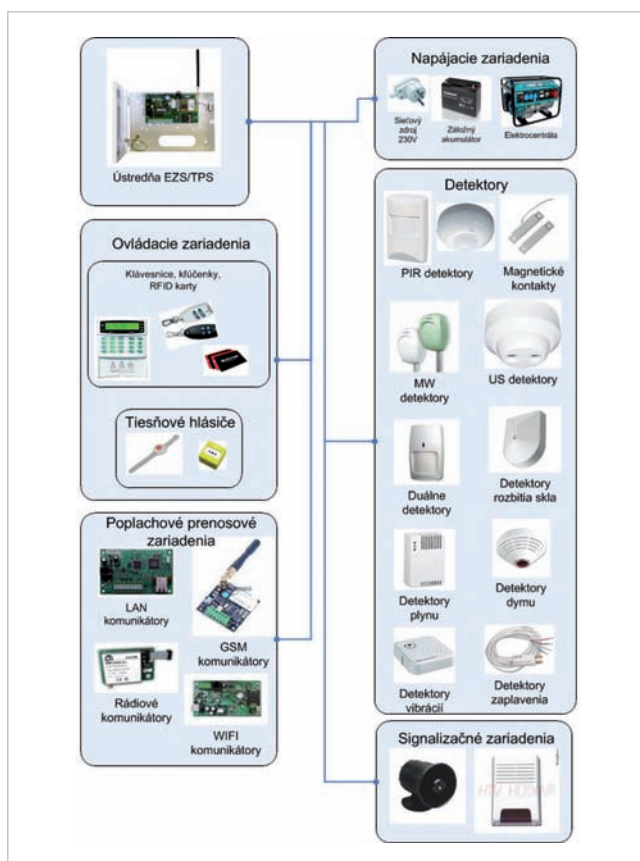 Ústredňa EZS/TPS
Ovládacie zariadenia
Klávesnice, kľúčenky,
RFID karty
Tiesňové hlásiče
Poplachové prenosové
zariadenia
LAN
komunikátory
GSM
komunikátory
Rádiové
komunikátory
WIFI
komunikátory
Napájacie zariadenia
Sieťový
zdroj
230V
Záložný
akumulátor
Elektrocentrála
Detektory
PIR detektory
Magnetické
kontakty
MW
detektory
US detektory
Duálne
detektory
Detektory
rozbitia skla
Detektory
plynu
Detektory
dymu
Detektory
vibrácií
Detektory
zaplavenia
Signalizačné zariadenia